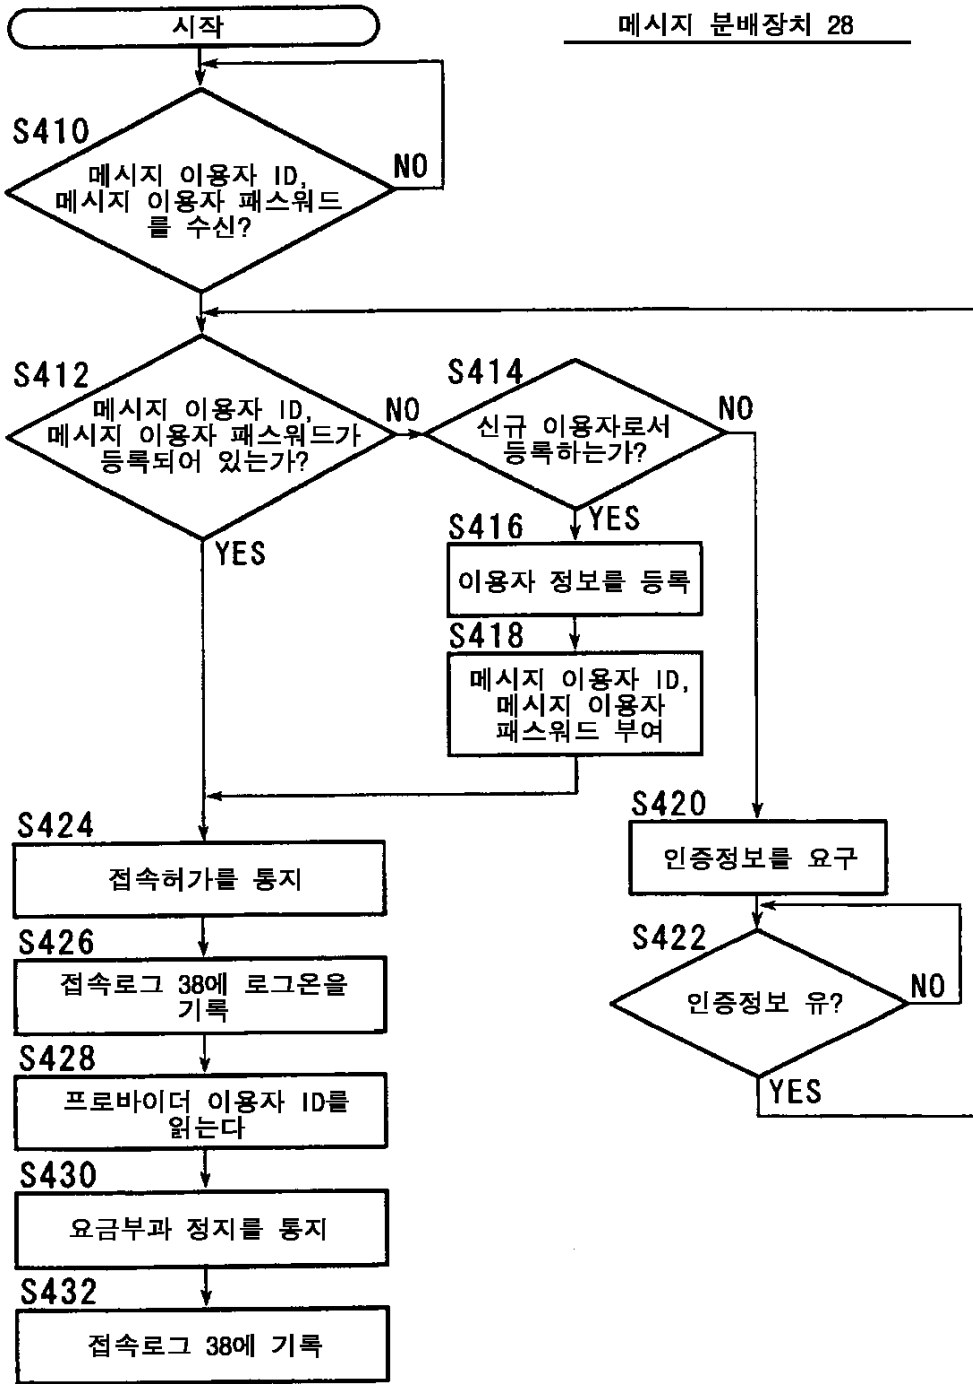 시작
메시지 분배장치 28
S410
메시지 이용자 ID,
메시지 이용자 패스워드
를 수신?
NO
S412
메시지 이용자 ID,
메시지 이용자 패스워드가
등록되어 있는가?
NO
YES
S414
신규 이용자로서
등록하는가?
NO
YES
S416
이용자 정보를 등록
S418
메시지 이용자 ID,
메시지 이용자
패스워드 부여
S420
인증정보를 요구
S422
인증정보 유?
NO
YES
S424
접속허가를 통지
S426
접속로그 38에 로그온을
기록
S428
프로바이더 이용자 ID를
읽는다
S430
요금부과 정지를 통지
S432
접속로그 38에 기록